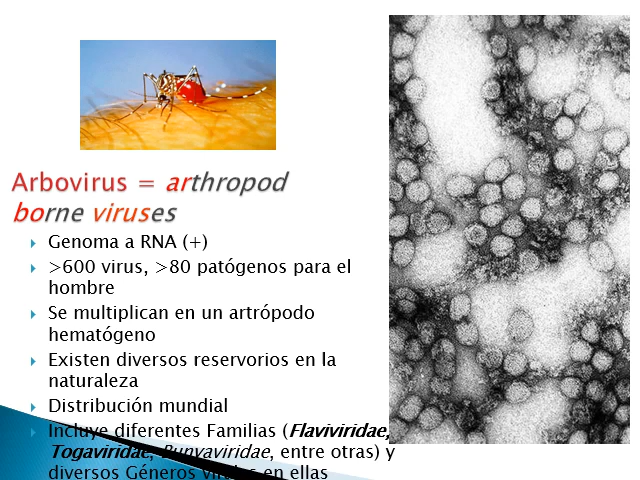 Arbovirus = arthropod
borne viruses
Genoma a RNA (+)
>600 virus, >80 patógenos para el
hombre
Se multiplican en un artrópodo
hematógeno
Existen diversos reservorios en la
naturaleza
Distribución mundial
Incluye diferentes Familias (Flaviviridae,
Togaviridae, Bunyaviridae, entre otras) y
diversos Géneros virales en ellas